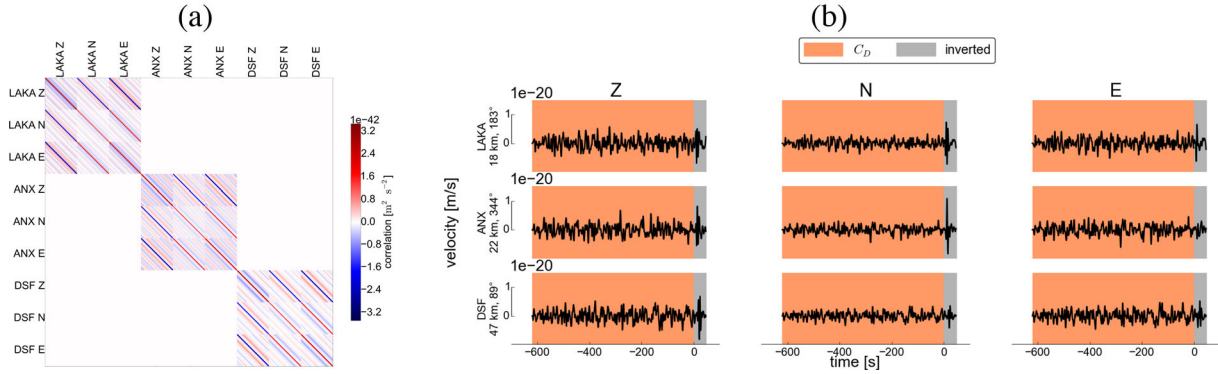 (a)
LAKA Z
LAKA N
LAKA E
ANX Z
ANX N
ANX E
DSF Z
DSF N
DSF E
LAKA Z
LAKA N
LAKA E
ANX Z
ANX N
ANX E
DSF Z
DSF N
DSF E
1e−42
3.2
2.4
1.6
0.8
0.0
−0.8
−1.6
−2.4
−3.2
correlation [m² s⁻²]
(b)
C_D inverted
Z N E
1e−20
1
0
LAKA
18 km, 183°
1e−20
1
0
ANX
22 km, 344°
1e−20
1
0
DSF
47 km, 89°
velocity [m/s]
−600 −400 −200 0 −600 −400 −200 0 −600 −400 −200 0
time [s]